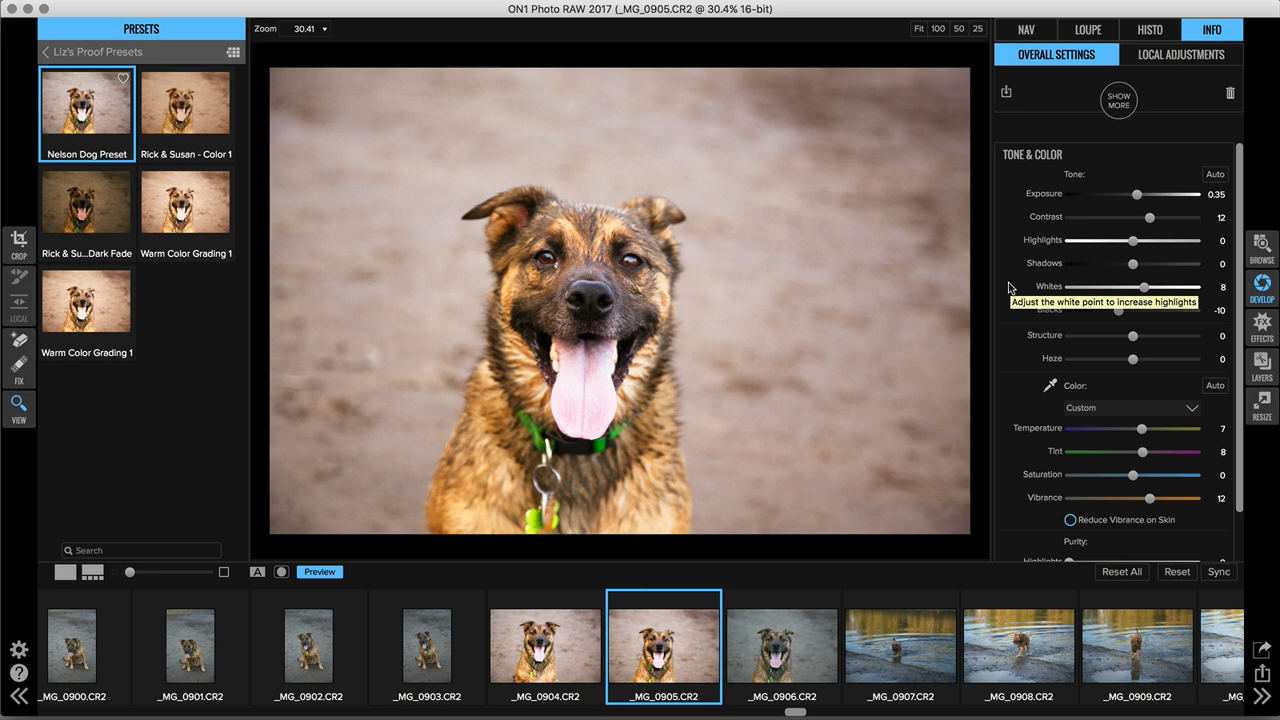 ON1 Photo RAW 2017 (_MG_0905.CR2 @ 30.4% 16-bit)
PRESETS
Zoom 30.41
Fit 100 50 25
NAV LOUPE HISTO INFO
Liz's Proof Presets
OVERALL SETTINGS LOCAL ADJUSTMENTS
SHOW MORE
Nelson Dog Preset
Rick & Susan - Color 1
Rick & Su...Dark Fade
Warm Color Grading 1
Warm Color Grading 1
CROP
LOCAL
FIX
VIEW
TONE & COLOR
Tone: Auto
Exposure 0.35
Contrast 12
Highlights 0
Shadows 0
Whites 8
Adjust the white point to increase highlights
Blacks -10
Structure 0
Haze 0
Color: Auto
Custom
Temperature 7
Tint 8
Saturation 0
Vibrance 12
Reduce Vibrance on Skin
Purity:
Highlights 0
BROWSE
DEVELOP
FX
EFFECTS
LAYERS
RESIZE
Search
A Preview
Reset All Reset Sync
_MG_0900.CR2
_MG_0901.CR2
_MG_0902.CR2
_MG_0903.CR2
_MG_0904.CR2
_MG_0905.CR2
_MG_0906.CR2
_MG_0907.CR2
_MG_0908.CR2
_MG_0909.CR2
_MG
?